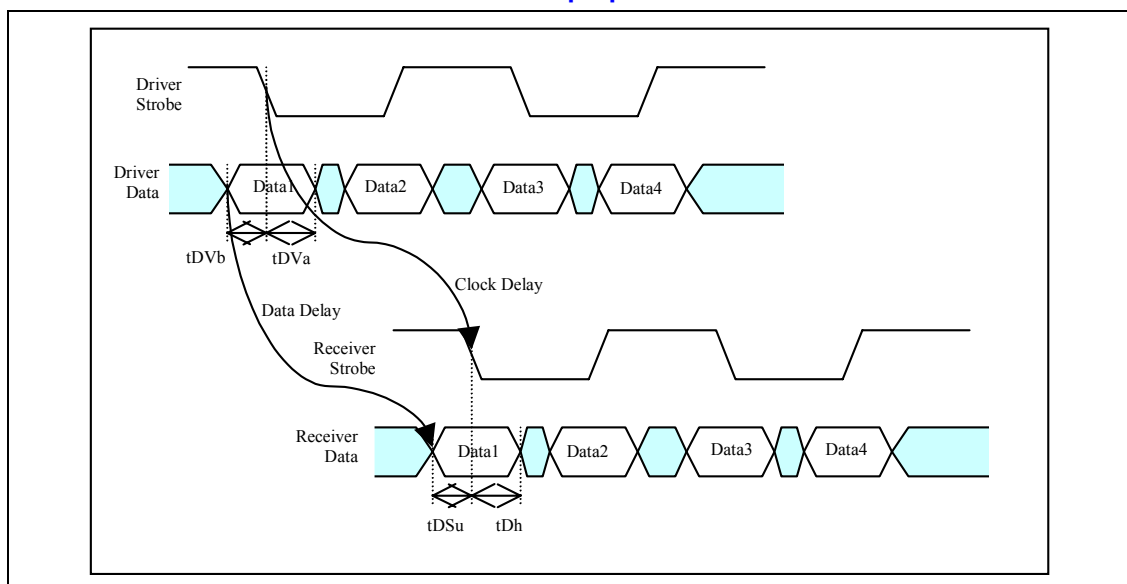 Driver
Strobe
Driver
Data
Data1
Data2
Data3
Data4
tDVb
tDVa
Clock Delay
Data Delay
Receiver
Strobe
Receiver
Data
Data1
Data2
Data3
Data4
tDSu
tDh